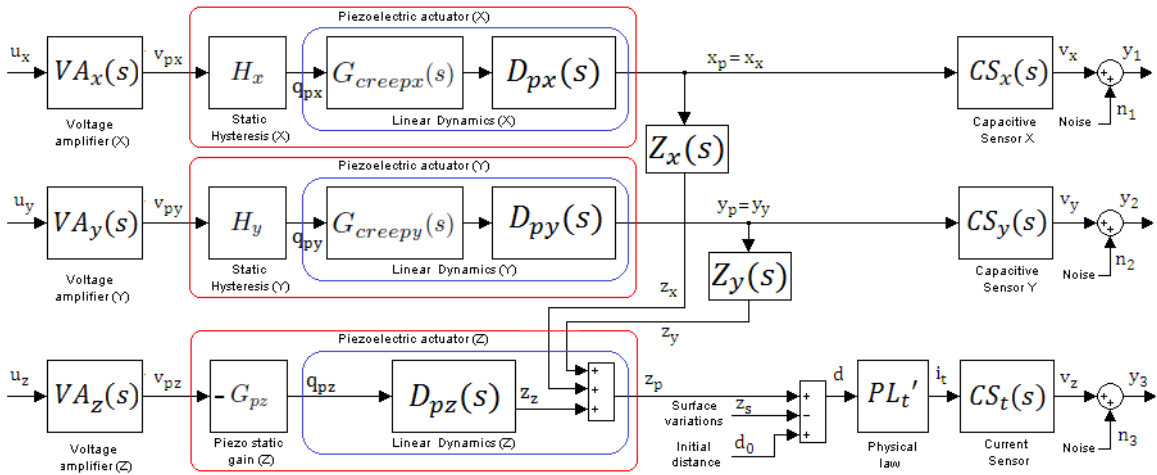 Piezoelectric actuator (X)
u_x
VA_x(s)
v_px
H_x
q_px
G_creepx(s)
D_px(s)
x_p= x_x
CS_x(s)
v_x
y_1
+
+
n_1
Noise
Voltage
amplifier (X)
Static
Hysteresis (X)
Linear Dynamics (X)
Capacitive
Sensor X
Z_x(s)
Piezoelectric actuator (Y)
u_y
VA_y(s)
v_py
H_y
q_py
G_creepy(s)
D_py(s)
y_p= y_y
CS_y(s)
v_y
y_2
+
+
n_2
Noise
Voltage
amplifier (Y)
Static
Hysteresis (Y)
Linear Dynamics (Y)
Capacitive
Sensor Y
Z_y(s)
z_x
z_y
Piezoelectric actuator (Z)
u_z
VA_z(s)
v_pz
-G_pz
q_pz
D_pz(s)
z_z
+
+
+
z_p
Surface
variations
z_s
Initial
distance
d_0
+
−
+
d
PL_t'
i_t
CS_t(s)
v_z
y_3
+
+
n_3
Noise
Voltage
amplifier (Z)
Piezo static
gain (Z)
Linear Dynamics (Z)
Physical
law
Current
Sensor